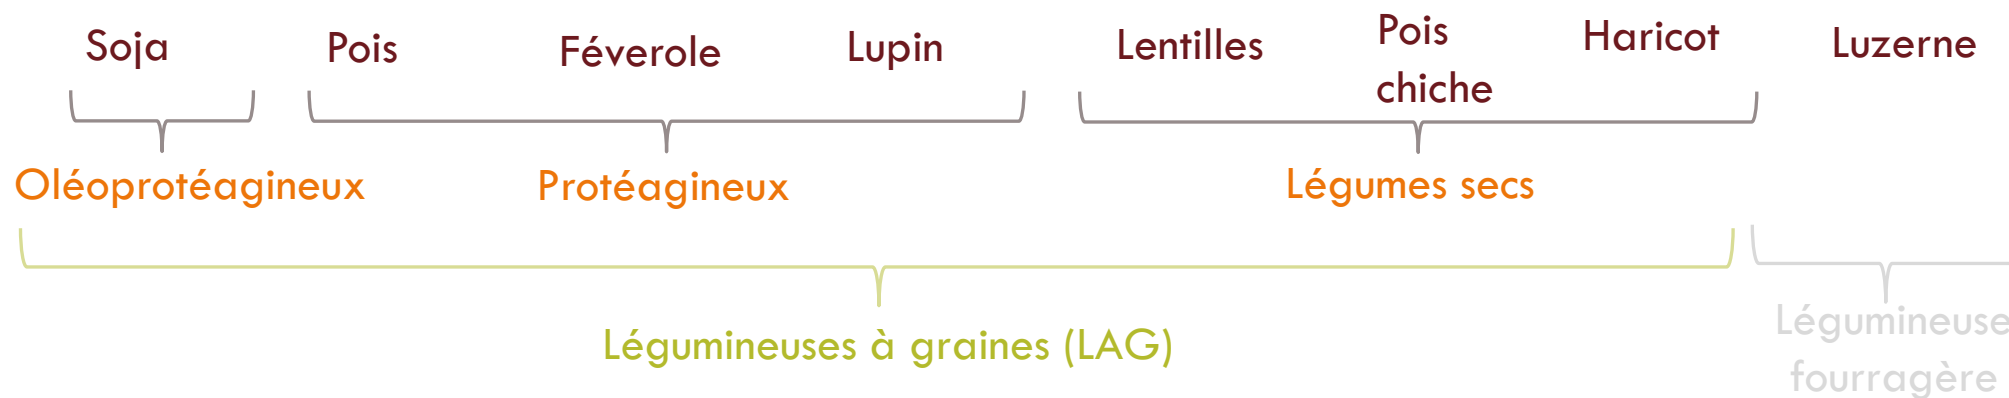 Soja
Pois
Féverole
Lupin
Lentilles
Pois
chiche
Haricot
Luzerne
Oléoprotéagineux
Protéagineux
Légumes secs
Légumineuses à graines (LAG)
Légumineuse
fourragère